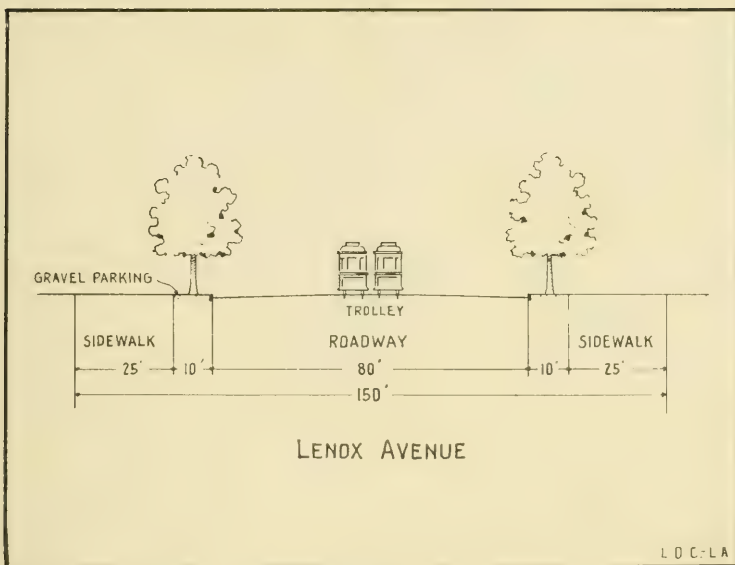 GRAVEL PARKING
TROLLEY
SIDEWALK ROADWAY SIDEWALK
25' 10' 80' 10' 25'
150'
LENOX AVENUE
L D C.-L A